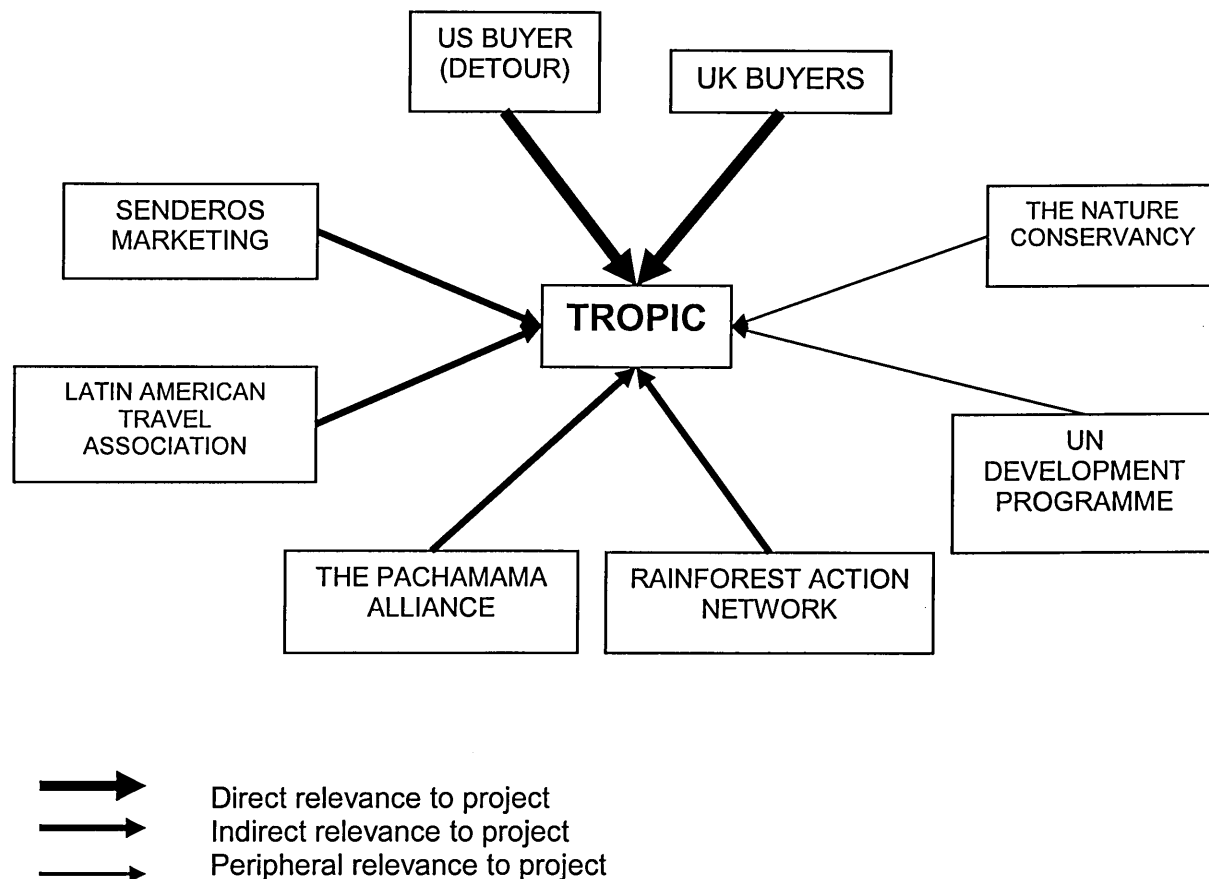 US BUYER
(DETOUR)
UK BUYERS
SENDEROS
MARKETING
THE NATURE
CONSERVANCY
TROPIC
LATIN AMERICAN
TRAVEL
ASSOCIATION
UN
DEVELOPMENT
PROGRAMME
THE PACHAMAMA
ALLIANCE
RAINFOREST ACTION
NETWORK
Direct relevance to project
Indirect relevance to project
Peripheral relevance to project